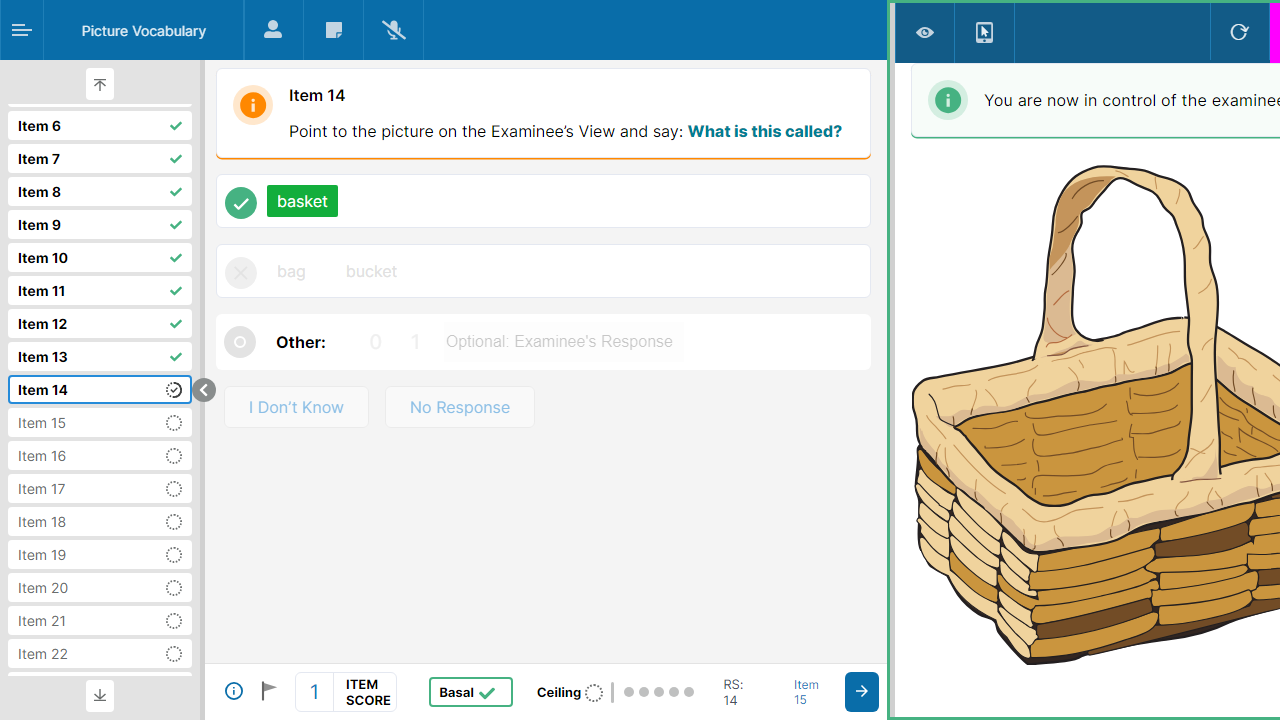 Picture Vocabulary
Item 6
Item 7
Item 8
Item 9
Item 10
Item 11
Item 12
Item 13
Item 14
Item 15
Item 16
Item 17
Item 18
Item 19
Item 20
Item 21
Item 22
Item 14
Point to the picture on the Examinee's View and say: What is this called?
basket
bag bucket
Other: 0 1 Optional: Examinee's Response
I Don't Know No Response
1 ITEM SCORE
Basal
Ceiling
RS: 14
Item 15
You are now in control of the examinee